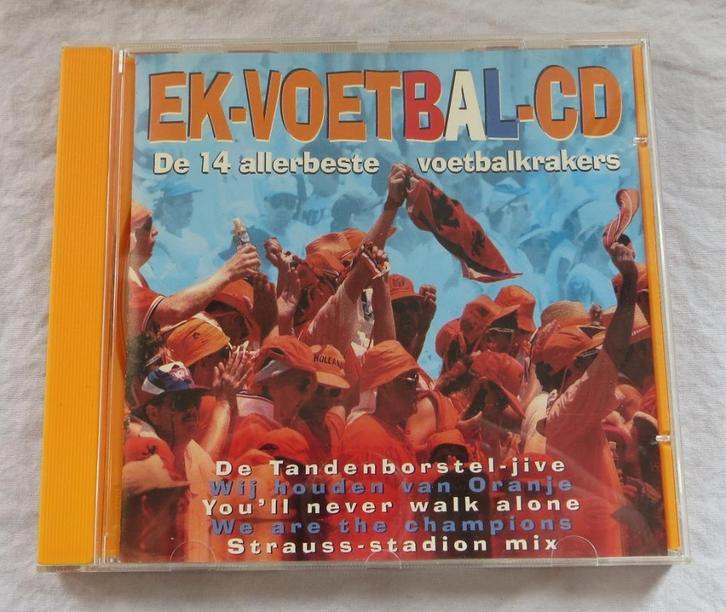 EK-VOETBAL-CD
De 14 allerbeste voetbalkrakers
HOLLAND
De Tandenborstel-jive
Wij houden van Oranje
You'll never walk alone
We are the champions
Strauss-stadion mix